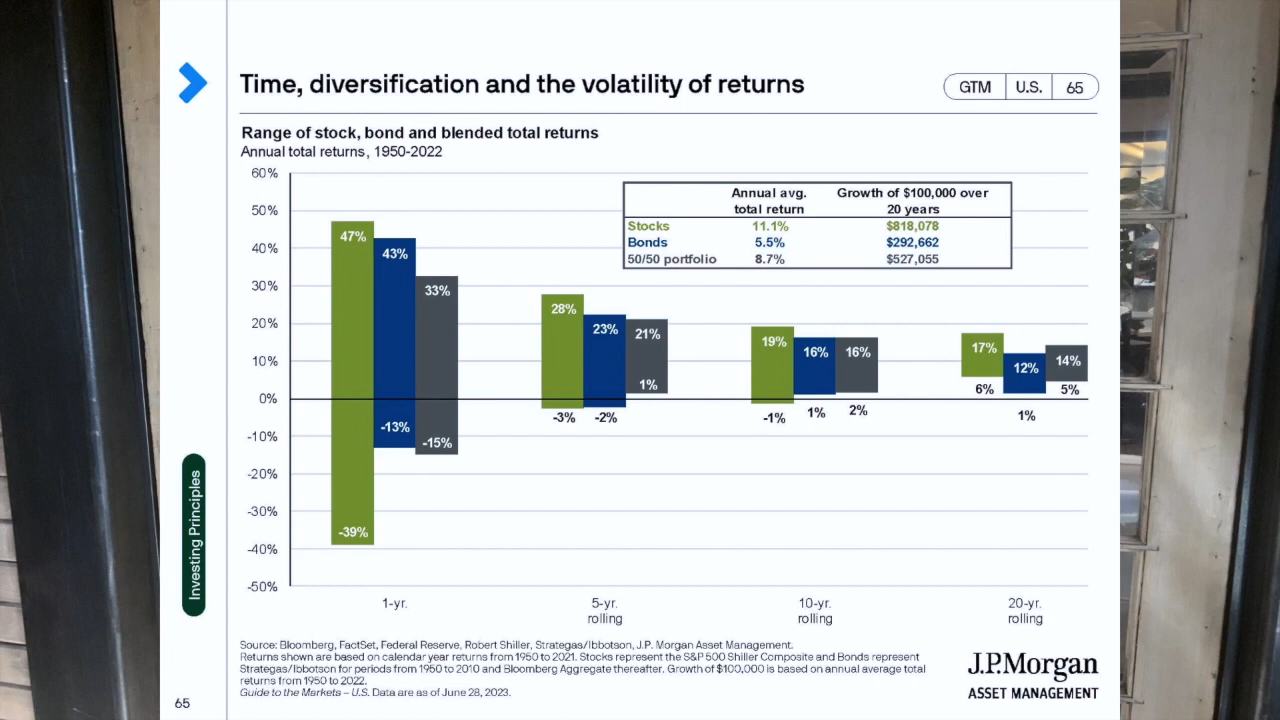 Time, diversification and the volatility of returns
GTM U.S. 65
Range of stock, bond and blended total returns
Annual total returns, 1950-2022
60%
50%
40%
30%
20%
10%
0%
-10%
-20%
-30%
-40%
-50%
Annual avg. Growth of $100,000 over
total return 20 years
Stocks 11.1% $818,078
Bonds 5.5% $292,662
50/50 portfolio 8.7% $527,055
47%
43%
33%
-13%
-15%
-39%
28%
23%
21%
1%
-3%
-2%
19%
16%
16%
-1%
1%
2%
17%
12%
14%
6%
5%
1%
1-yr.
5-yr.
rolling
10-yr.
rolling
20-yr.
rolling
Investing Principles
Source: Bloomberg, FactSet, Federal Reserve, Robert Shiller, Strategas/Ibbotson, J.P. Morgan Asset Management.
Returns shown are based on calendar year returns from 1950 to 2021. Stocks represent the S&P 500 Shiller Composite and Bonds represent
Strategas/Ibbotson for periods from 1950 to 2010 and Bloomberg Aggregate thereafter. Growth of $100,000 is based on annual average total
returns from 1950 to 2022.
Guide to the Markets – U.S. Data are as of June 28, 2023.
J.P.Morgan
ASSET MANAGEMENT
65